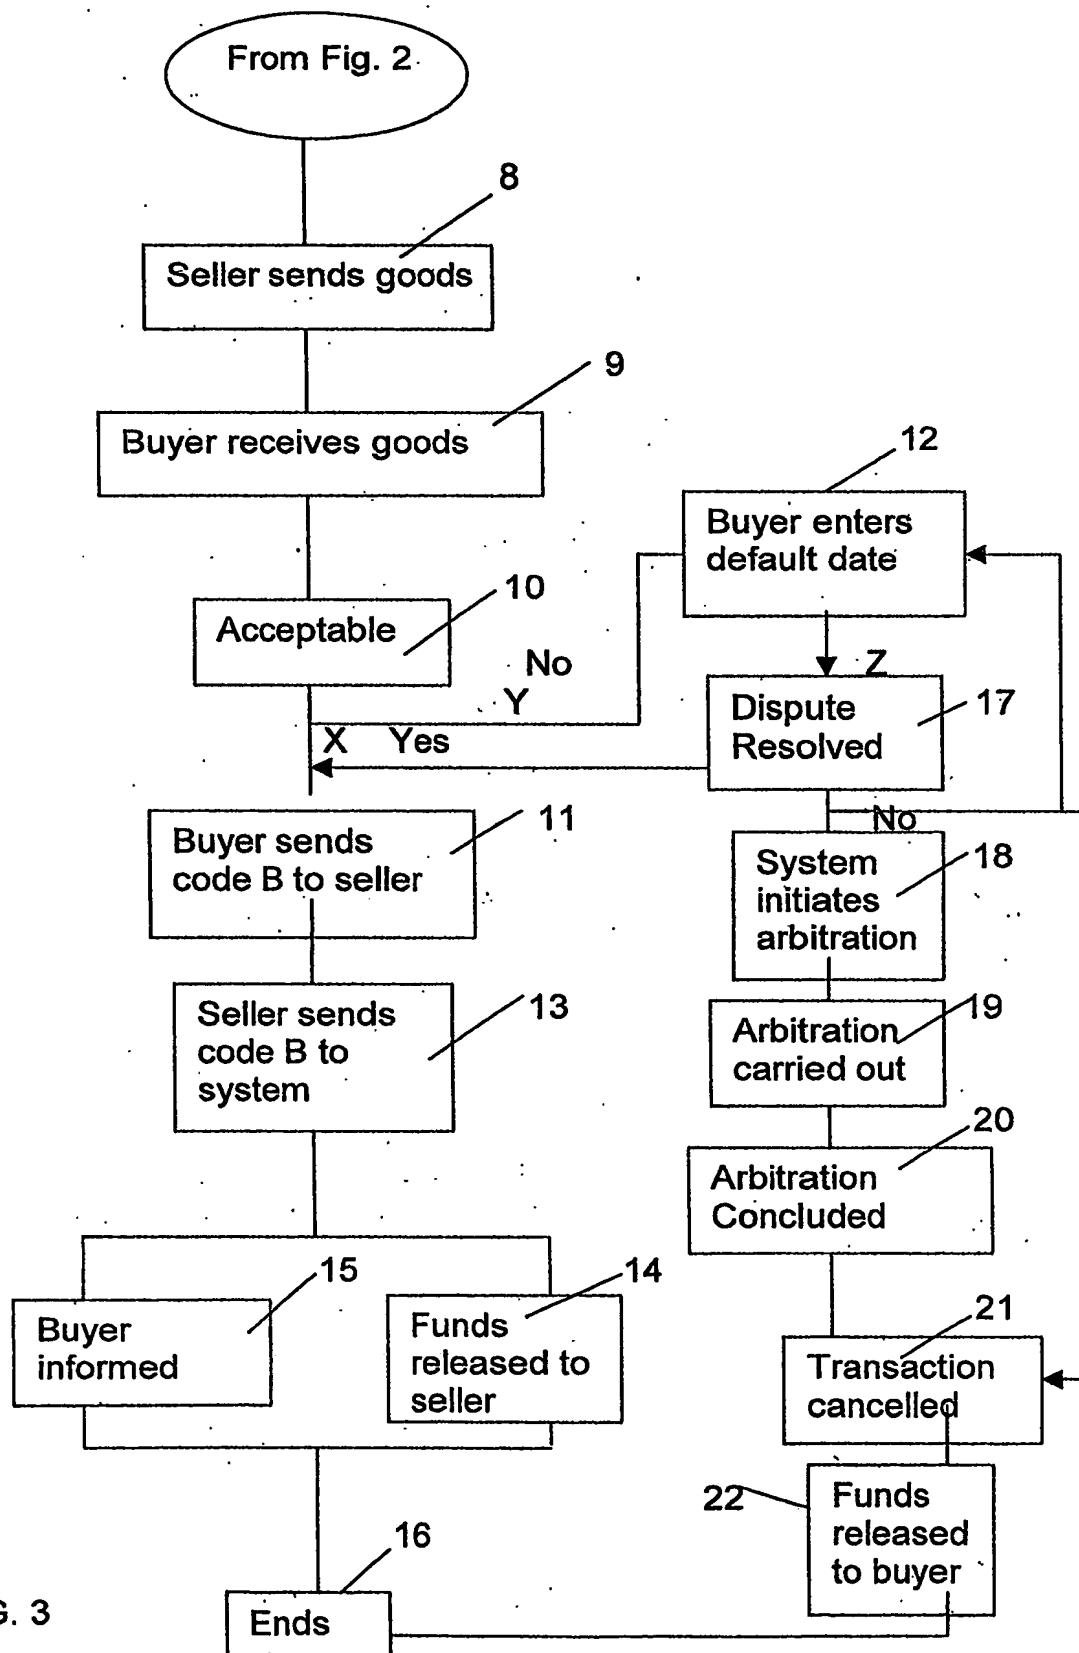 From Fig. 2
8
Seller sends goods
9
Buyer receives goods
12
Buyer enters
default date
10
Acceptable
No
Y
Z
X Yes
Dispute
Resolved
17
No
11
Buyer sends
code B to seller
18
System
initiates
arbitration
13
Seller sends
code B to
system
19
Arbitration
carried out
20
Arbitration
Concluded
15
Buyer
informed
14
Funds
released to
seller
21
Transaction
cancelled
22
Funds
released
to buyer
16
Ends
G. 3